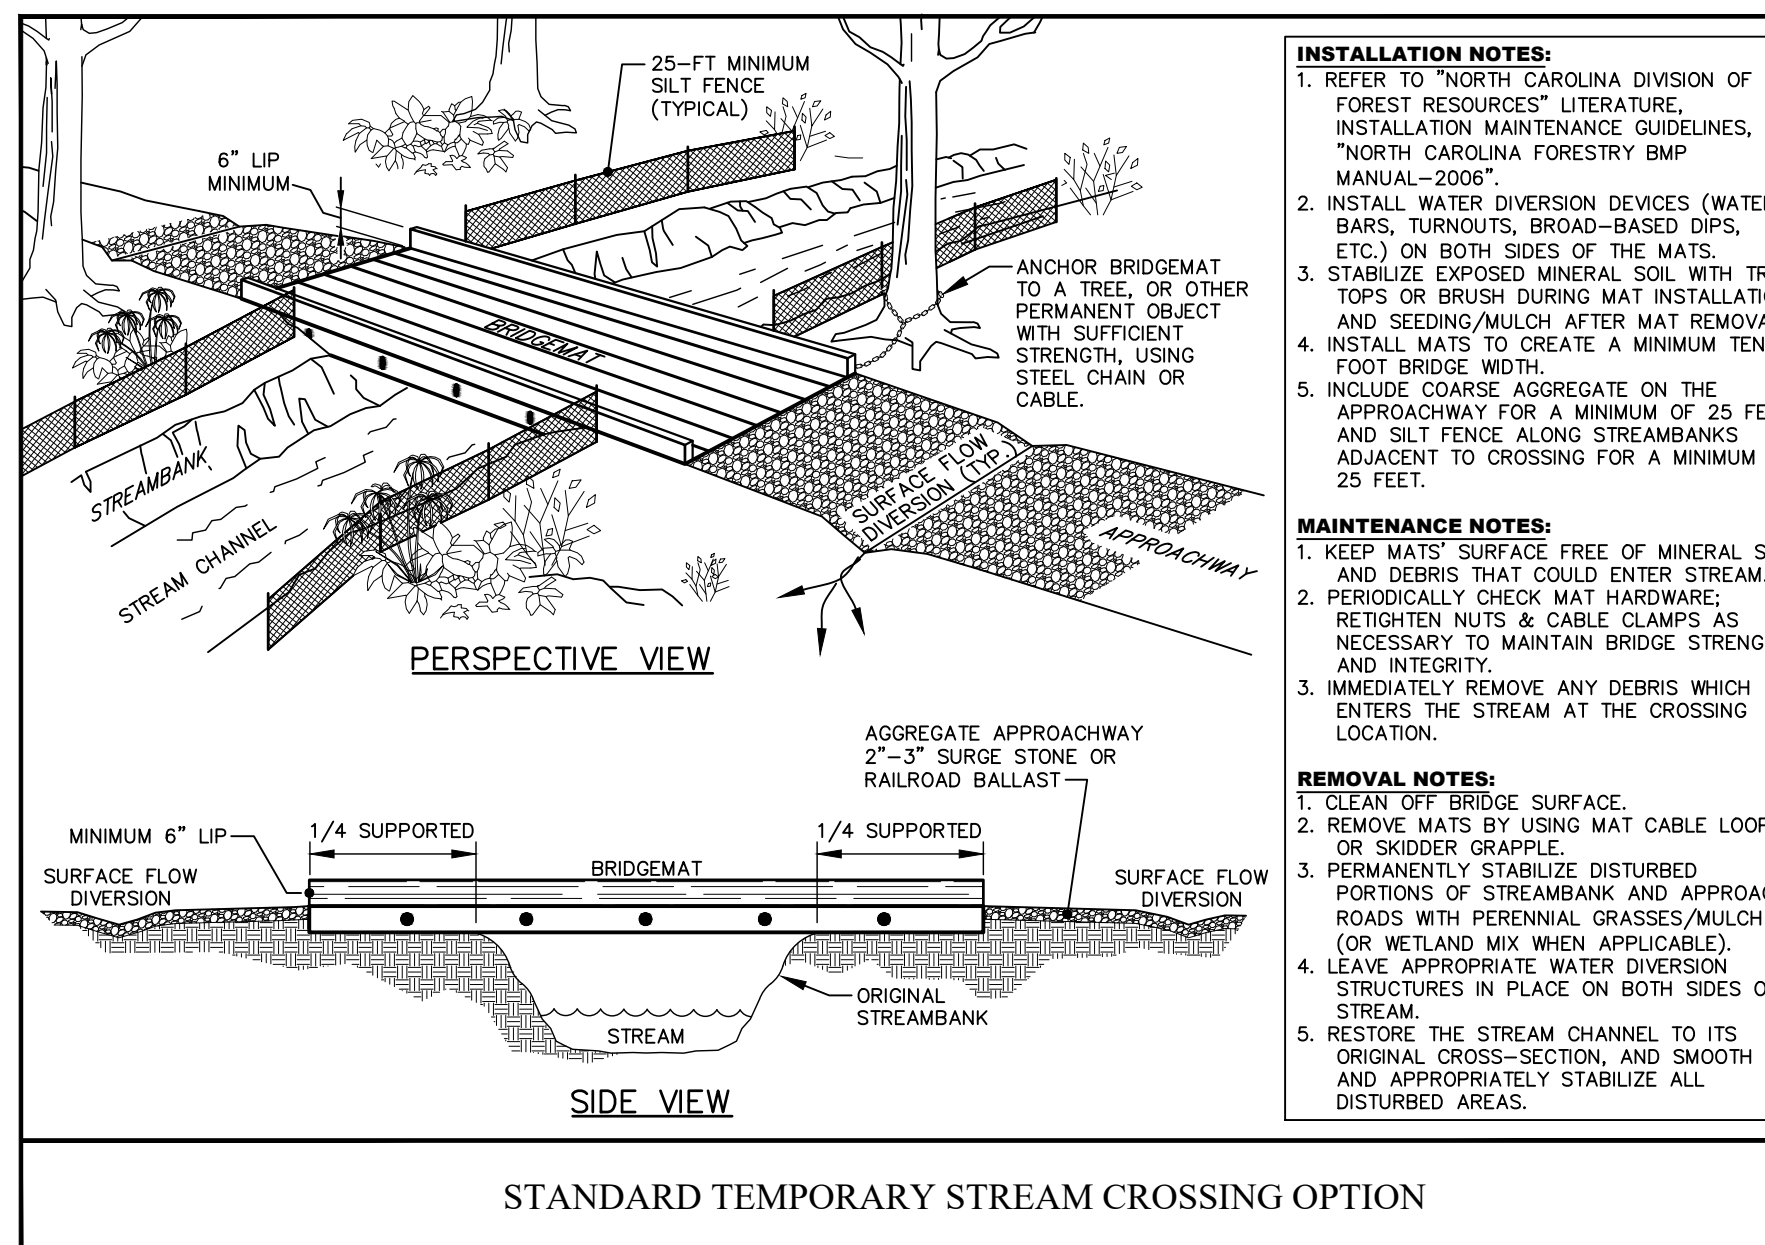 25-FT MINIMUM
SILT FENCE
(TYPICAL)
6" LIP
MINIMUM
ANCHOR BRIDGEMAT
TO A TREE, OR OTHER
PERMANENT OBJECT
WITH SUFFICIENT
STRENGTH, USING
STEEL CHAIN OR
CABLE.
BRIDGEMAT
STREAMBANK
STREAM CHANNEL
SURFACE FLOW
DIVERSION (TYP.)
APPROACHWAY
PERSPECTIVE VIEW
AGGREGATE APPROACHWAY
2"-3" SURGE STONE OR
RAILROAD BALLAST
MINIMUM 6" LIP
1/4 SUPPORTED
1/4 SUPPORTED
BRIDGEMAT
SURFACE FLOW
DIVERSION
SURFACE FLOW
DIVERSION
ORIGINAL
STREAMBANK
STREAM
SIDE VIEW
INSTALLATION NOTES:
1. REFER TO "NORTH CAROLINA DIVISION OF
FOREST RESOURCES" LITERATURE,
INSTALLATION MAINTENANCE GUIDELINES,
"NORTH CAROLINA FORESTRY BMP
MANUAL-2006".
2. INSTALL WATER DIVERSION DEVICES (WATE
BARS, TURNOUTS, BROAD-BASED DIPS,
ETC.) ON BOTH SIDES OF THE MATS.
3. STABILIZE EXPOSED MINERAL SOIL WITH TR
TOPS OR BRUSH DURING MAT INSTALLATI
AND SEEDING/MULCH AFTER MAT REMOVA
4. INSTALL MATS TO CREATE A MINIMUM TEN
FOOT BRIDGE WIDTH.
5. INCLUDE COARSE AGGREGATE ON THE
APPROACHWAY FOR A MINIMUM OF 25 FE
AND SILT FENCE ALONG STREAMBANKS
ADJACENT TO CROSSING FOR A MINIMUM
25 FEET.
MAINTENANCE NOTES:
1. KEEP MATS' SURFACE FREE OF MINERAL S
AND DEBRIS THAT COULD ENTER STREAM.
2. PERIODICALLY CHECK MAT HARDWARE;
RETIGHTEN NUTS & CABLE CLAMPS AS
NECESSARY TO MAINTAIN BRIDGE STRENG
AND INTEGRITY.
3. IMMEDIATELY REMOVE ANY DEBRIS WHICH
ENTERS THE STREAM AT THE CROSSING
LOCATION.
REMOVAL NOTES:
1. CLEAN OFF BRIDGE SURFACE.
2. REMOVE MATS BY USING MAT CABLE LOOP
OR SKIDDER GRAPPLE.
3. PERMANENTLY STABILIZE DISTURBED
PORTIONS OF STREAMBANK AND APPROA
ROADS WITH PERENNIAL GRASSES/MULCH
(OR WETLAND MIX WHEN APPLICABLE).
4. LEAVE APPROPRIATE WATER DIVERSION
STRUCTURES IN PLACE ON BOTH SIDES O
STREAM.
5. RESTORE THE STREAM CHANNEL TO ITS
ORIGINAL CROSS-SECTION, AND SMOOTH
AND APPROPRIATELY STABILIZE ALL
DISTURBED AREAS.
STANDARD TEMPORARY STREAM CROSSING OPTION